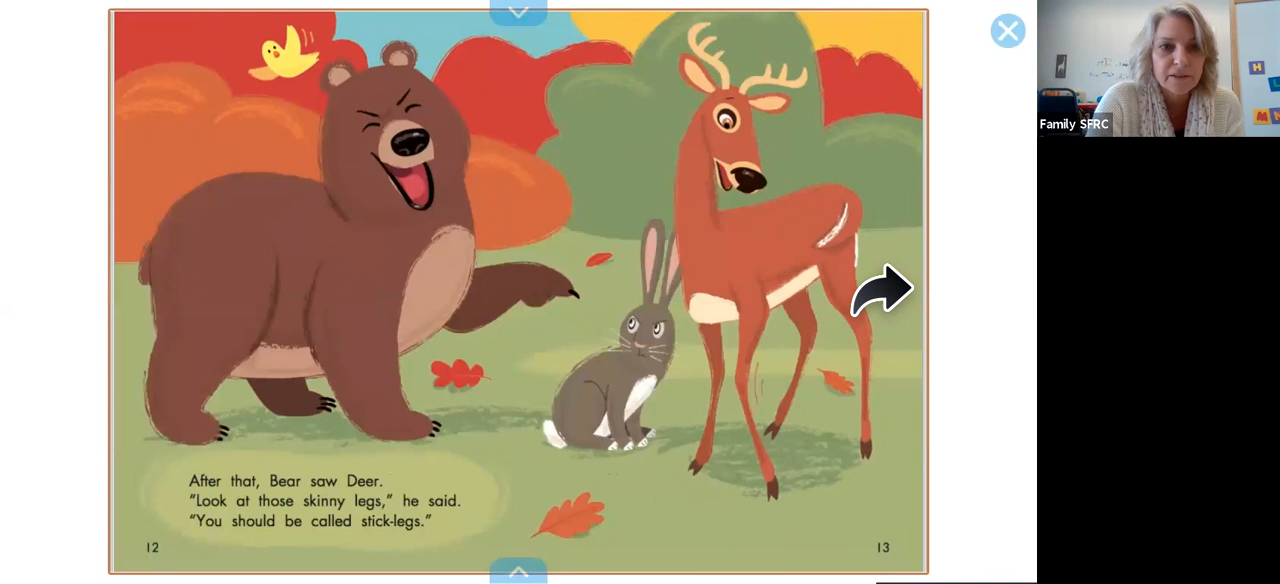 Family SFRC
After that, Bear saw Deer.
"Look at those skinny legs," he said.
"You should be called stick-legs."
12
13